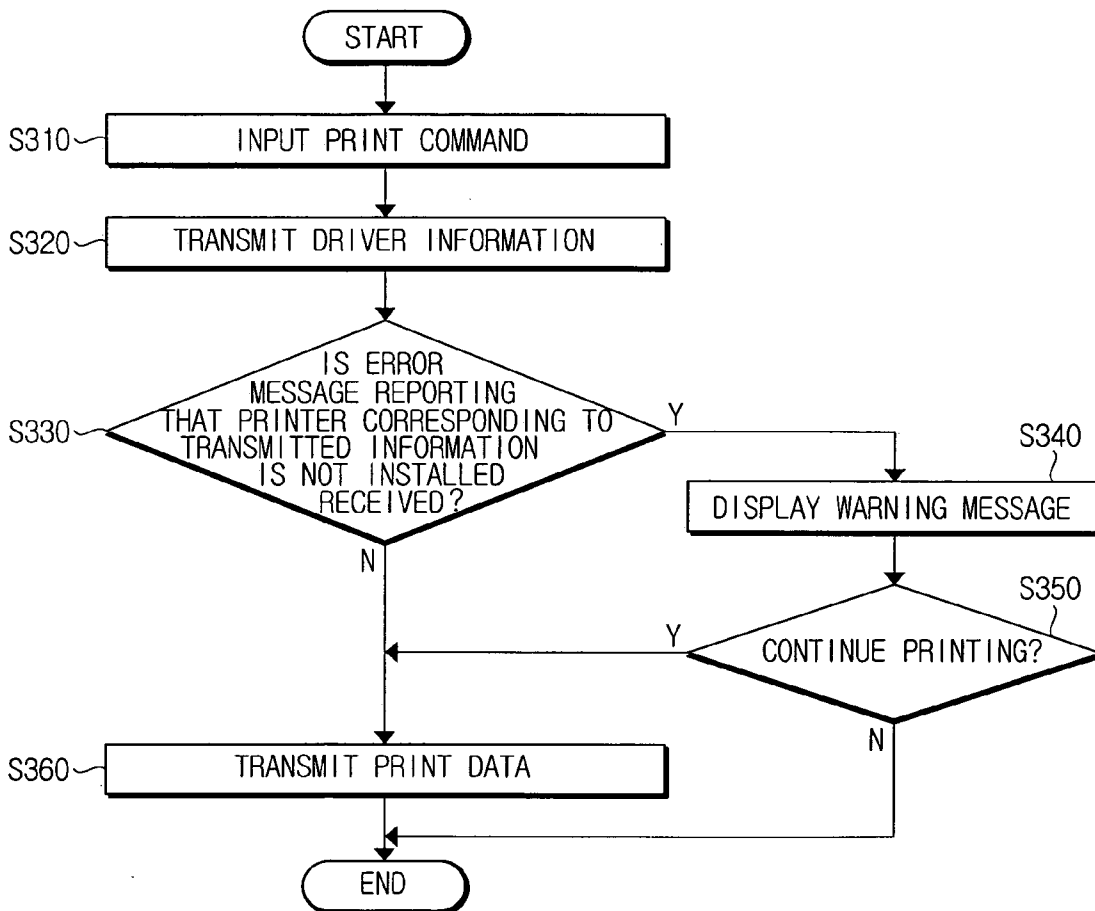 START
S310
INPUT PRINT COMMAND
S320
TRANSMIT DRIVER INFORMATION
S330
IS ERROR
MESSAGE REPORTING
THAT PRINTER CORRESPONDING TO
TRANSMITTED INFORMATION
IS NOT INSTALLED
RECEIVED?
Y
N
S340
DISPLAY WARNING MESSAGE
S350
CONTINUE PRINTING?
Y
N
S360
TRANSMIT PRINT DATA
END